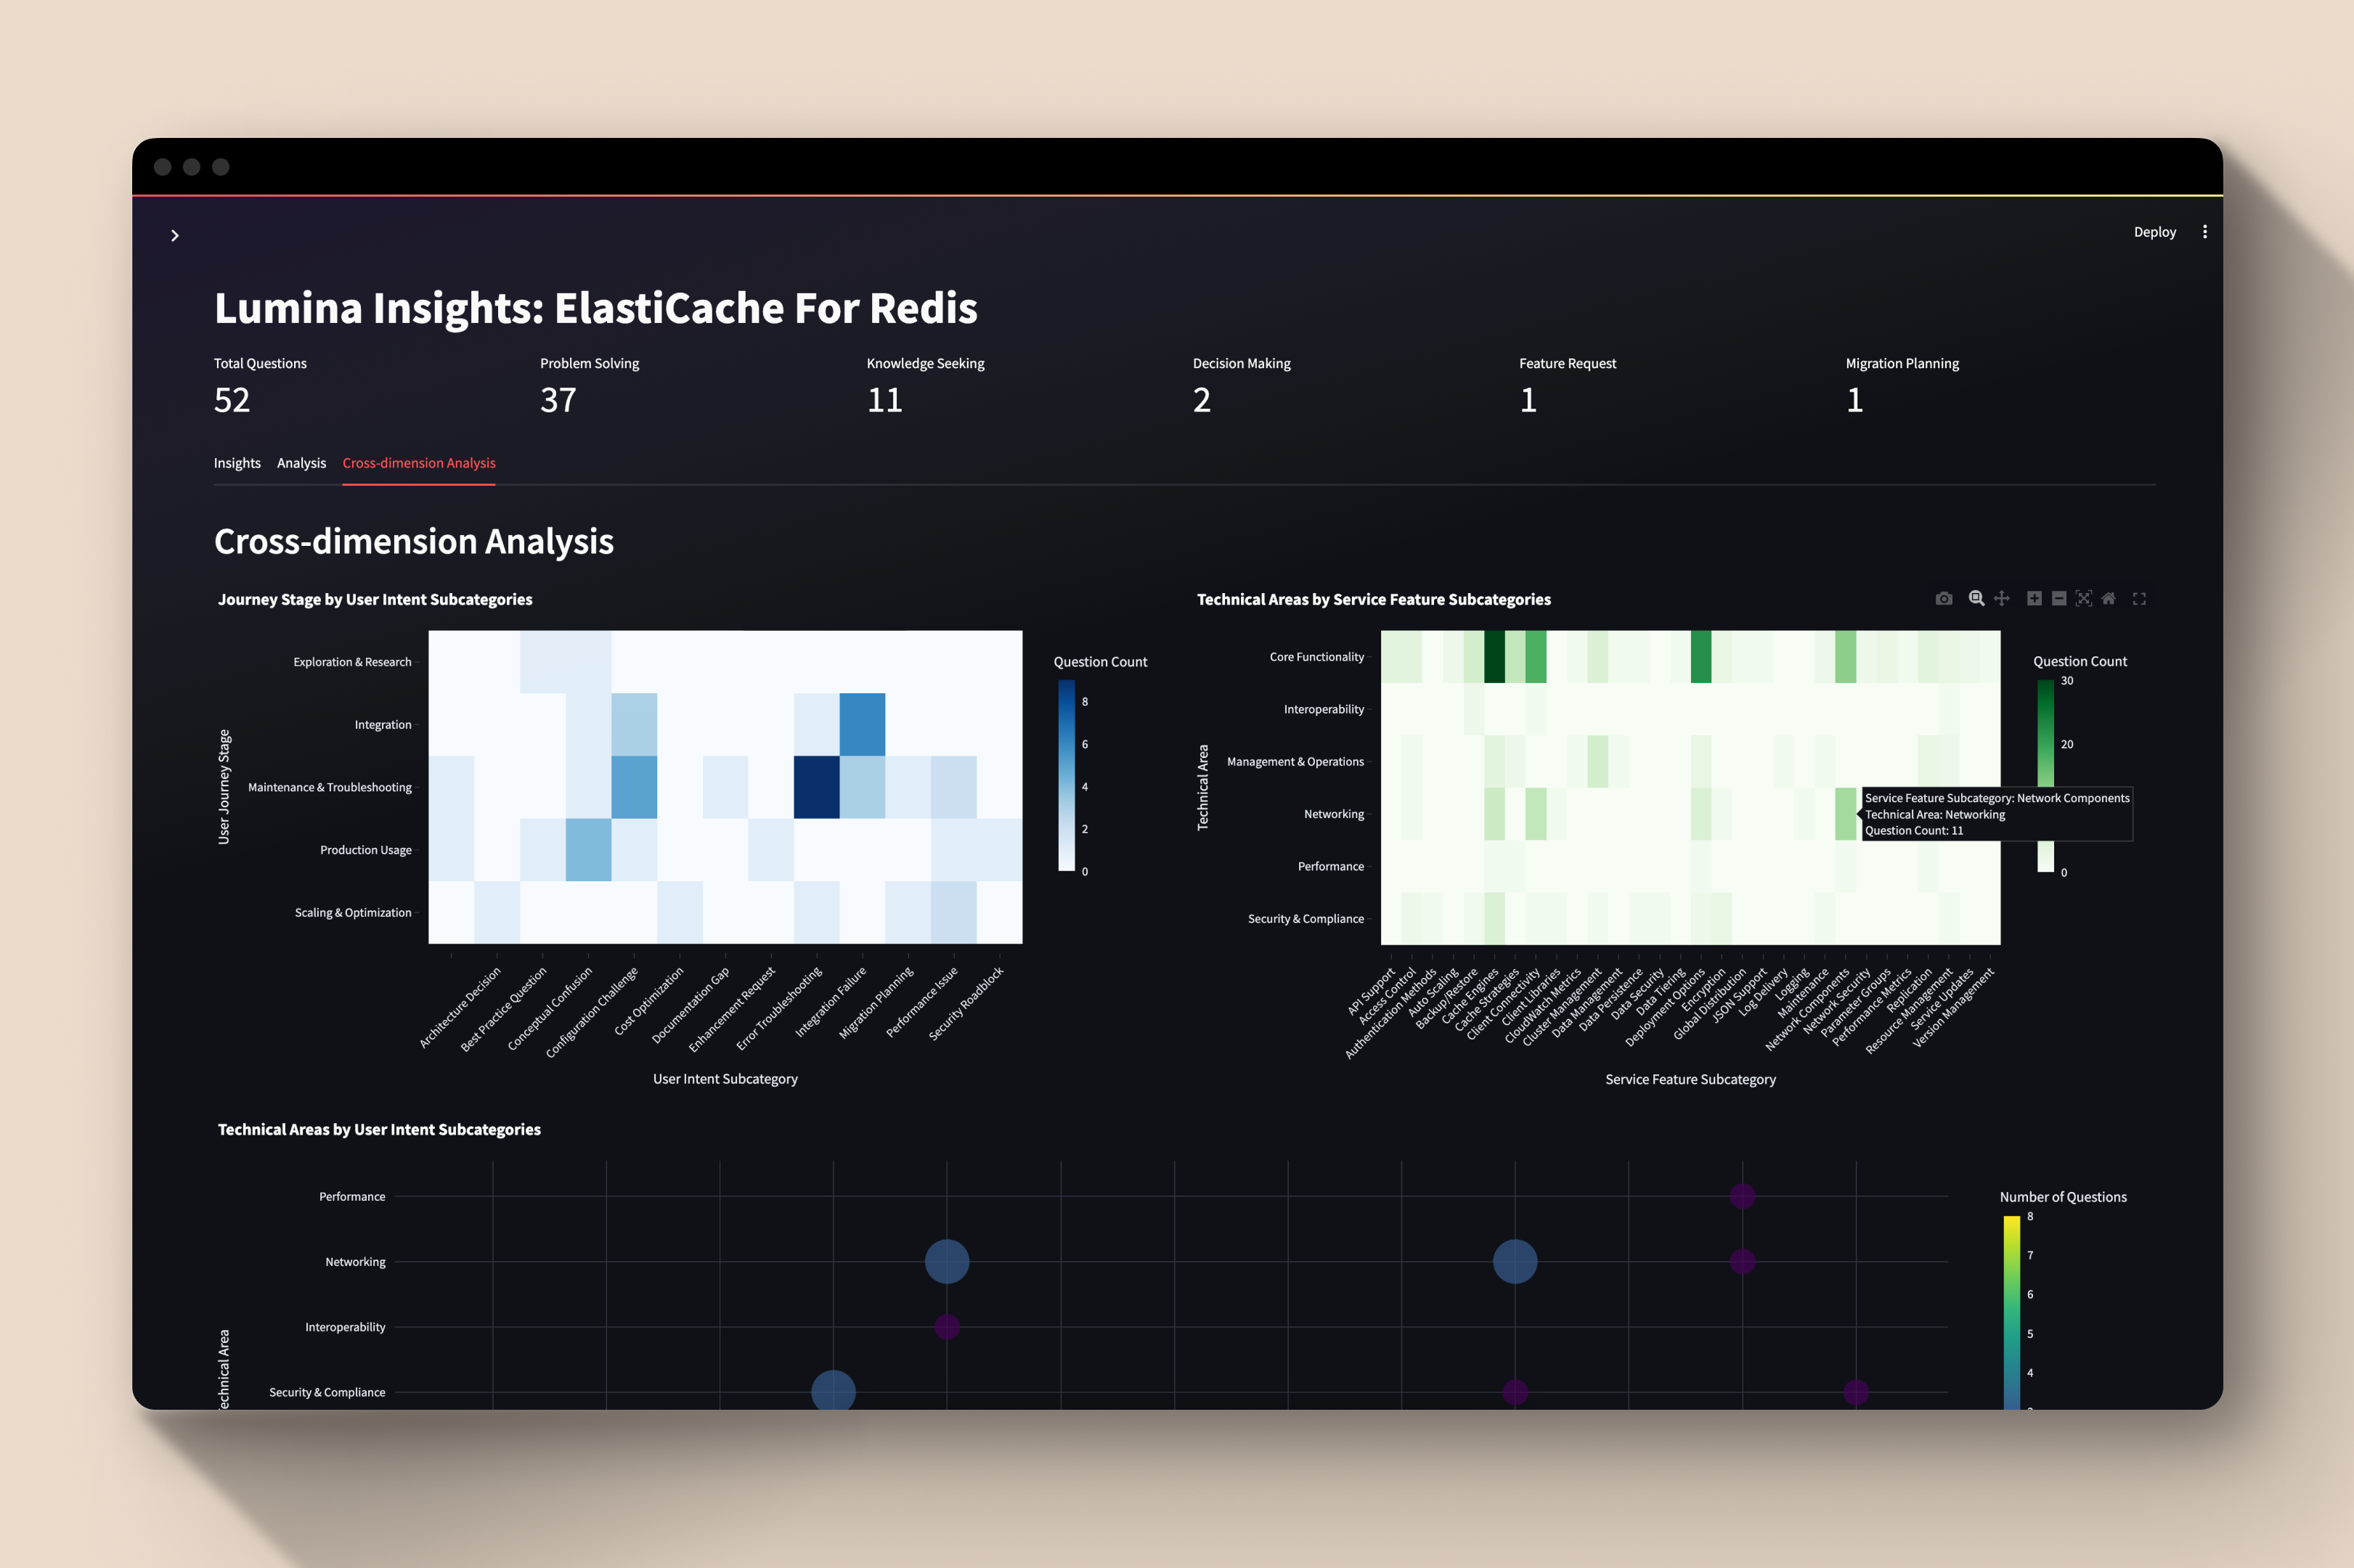 Deploy
Lumina Insights: ElastiCache For Redis
Total Questions
52
Problem Solving
37
Knowledge Seeking
11
Decision Making
2
Feature Request
1
Migration Planning
1
Insights Analysis Cross-dimension Analysis
Cross-dimension Analysis
Journey Stage by User Intent Subcategories
User Journey Stage
Exploration & Research
Integration
Maintenance & Troubleshooting
Production Usage
Scaling & Optimization
Architecture Decision
Best Practice Question
Conceptual Confusion
Configuration Challenge
Cost Optimization
Documentation Gap
Enhancement Request
Error Troubleshooting
Integration Failure
Migration Planning
Performance Issue
Security Roadblock
User Intent Subcategory
Question Count
8
6
4
2
0
Technical Areas by Service Feature Subcategories
Technical Area
Core Functionality
Interoperability
Management & Operations
Networking
Performance
Security & Compliance
API Support
Access Control
Authentication Methods
Auto Scaling
Backup/Restore
Cache Engines
Cache Strategies
Client Connectivity
Client Libraries
CloudWatch Metrics
Cluster Management
Data Management
Data Persistence
Data Security
Data Tiering
Deployment Options
Encryption
Global Distribution
JSON Support
Log Delivery
Logging
Maintenance
Network Components
Network Security
Parameter Groups
Performance Metrics
Replication
Resource Management
Service Updates
Version Management
Service Feature Subcategory
Question Count
30
20
0
Service Feature Subcategory: Network Components
Technical Area: Networking
Question Count: 11
Technical Areas by User Intent Subcategories
Performance
Networking
Interoperability
Security & Compliance
echnical Area
Number of Questions
8
7
6
5
4